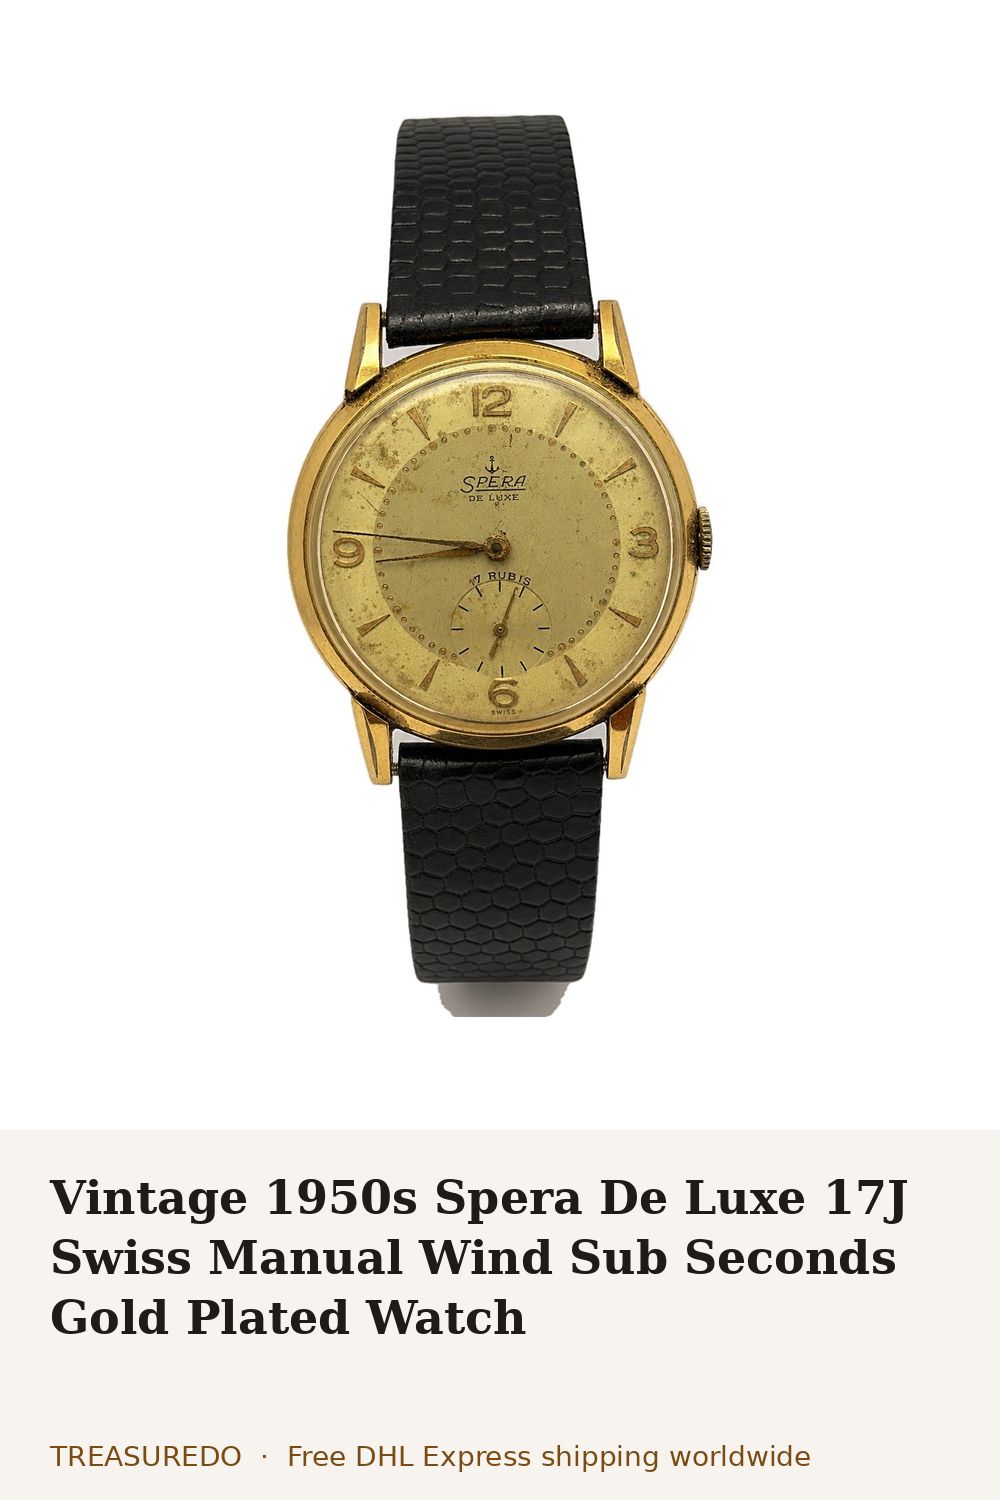 12
SPERA
DE LUXE
9
3
17 RUBIS
6
SWISS
Vintage 1950s Spera De Luxe 17J
Swiss Manual Wind Sub Seconds
Gold Plated Watch
TREASUREDO · Free DHL Express shipping worldwide